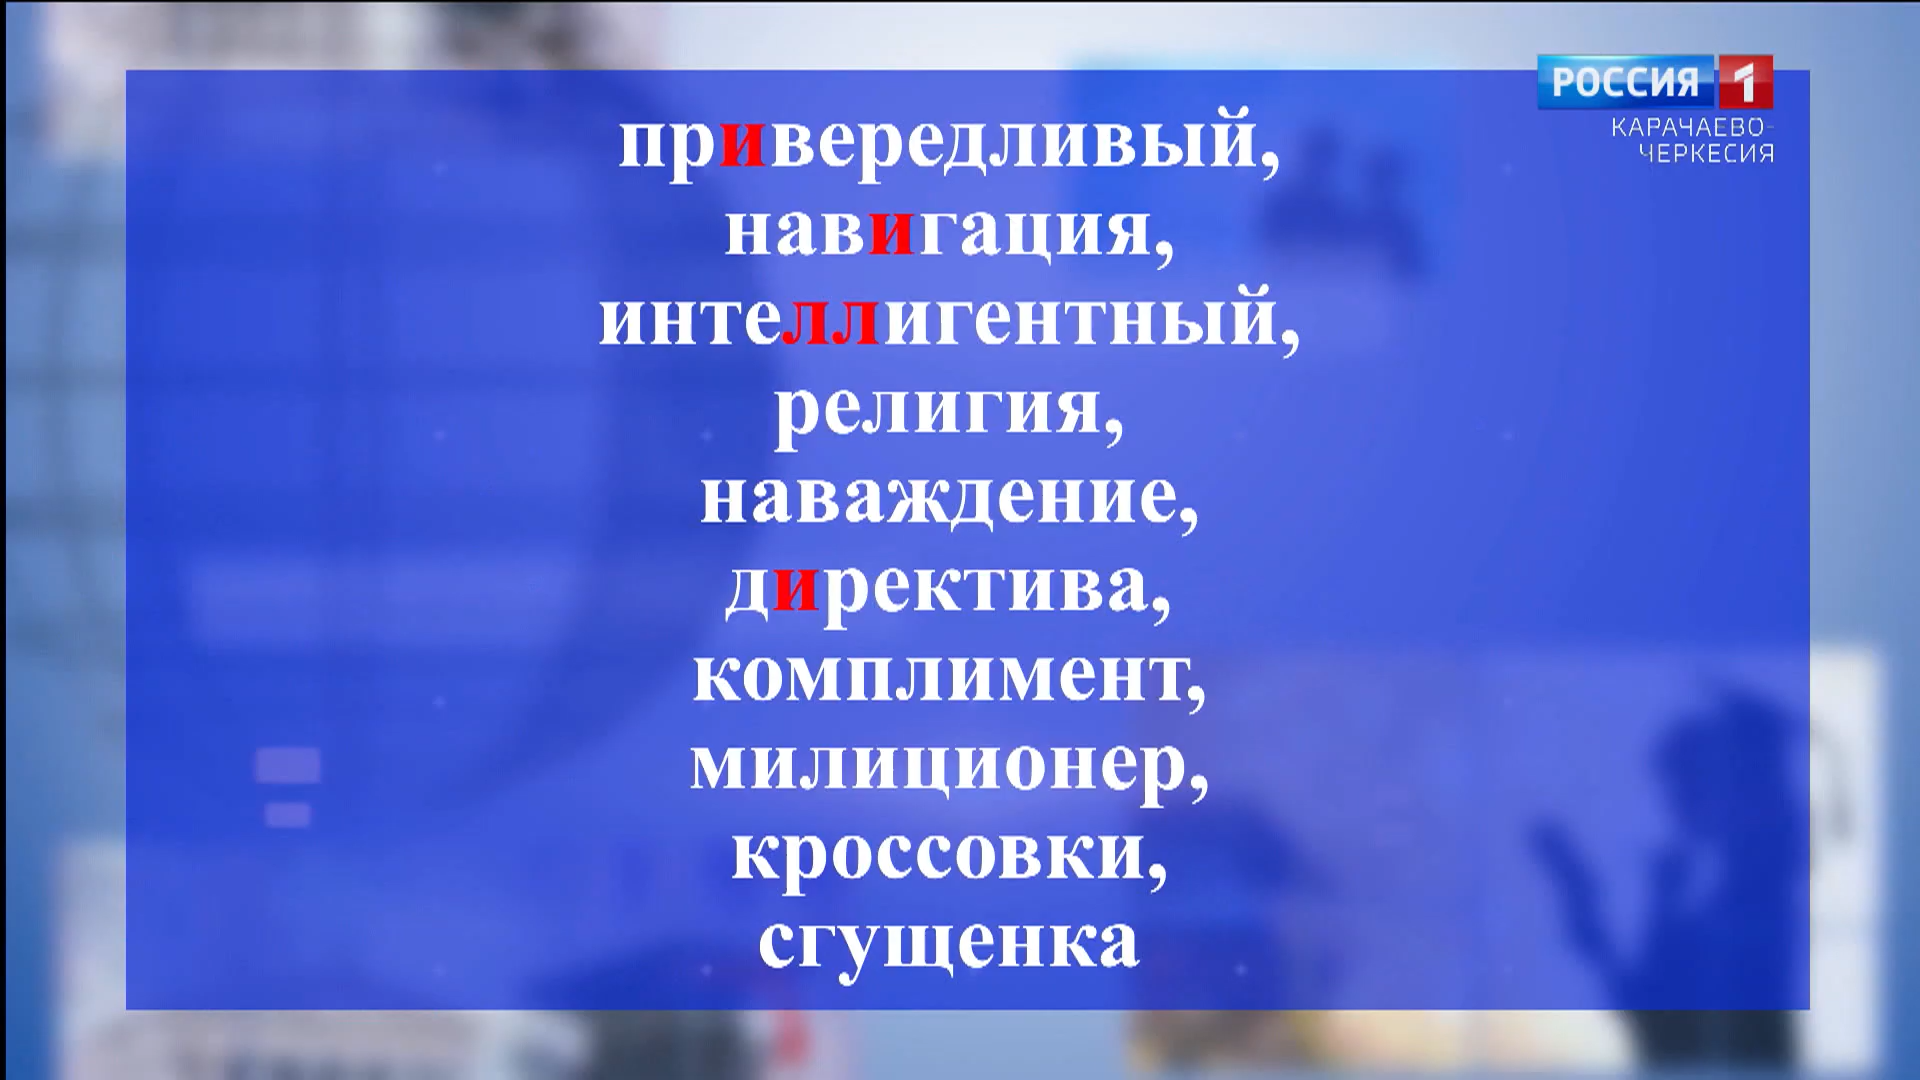 РОССИЯ 1
КАРАЧАЕВО-
ЧЕРКЕСИЯ
привередливый,
навигация,
интеллигентный,
религия,
наваждение,
директива,
комплимент,
милиционер,
кроссовки,
сгущенка